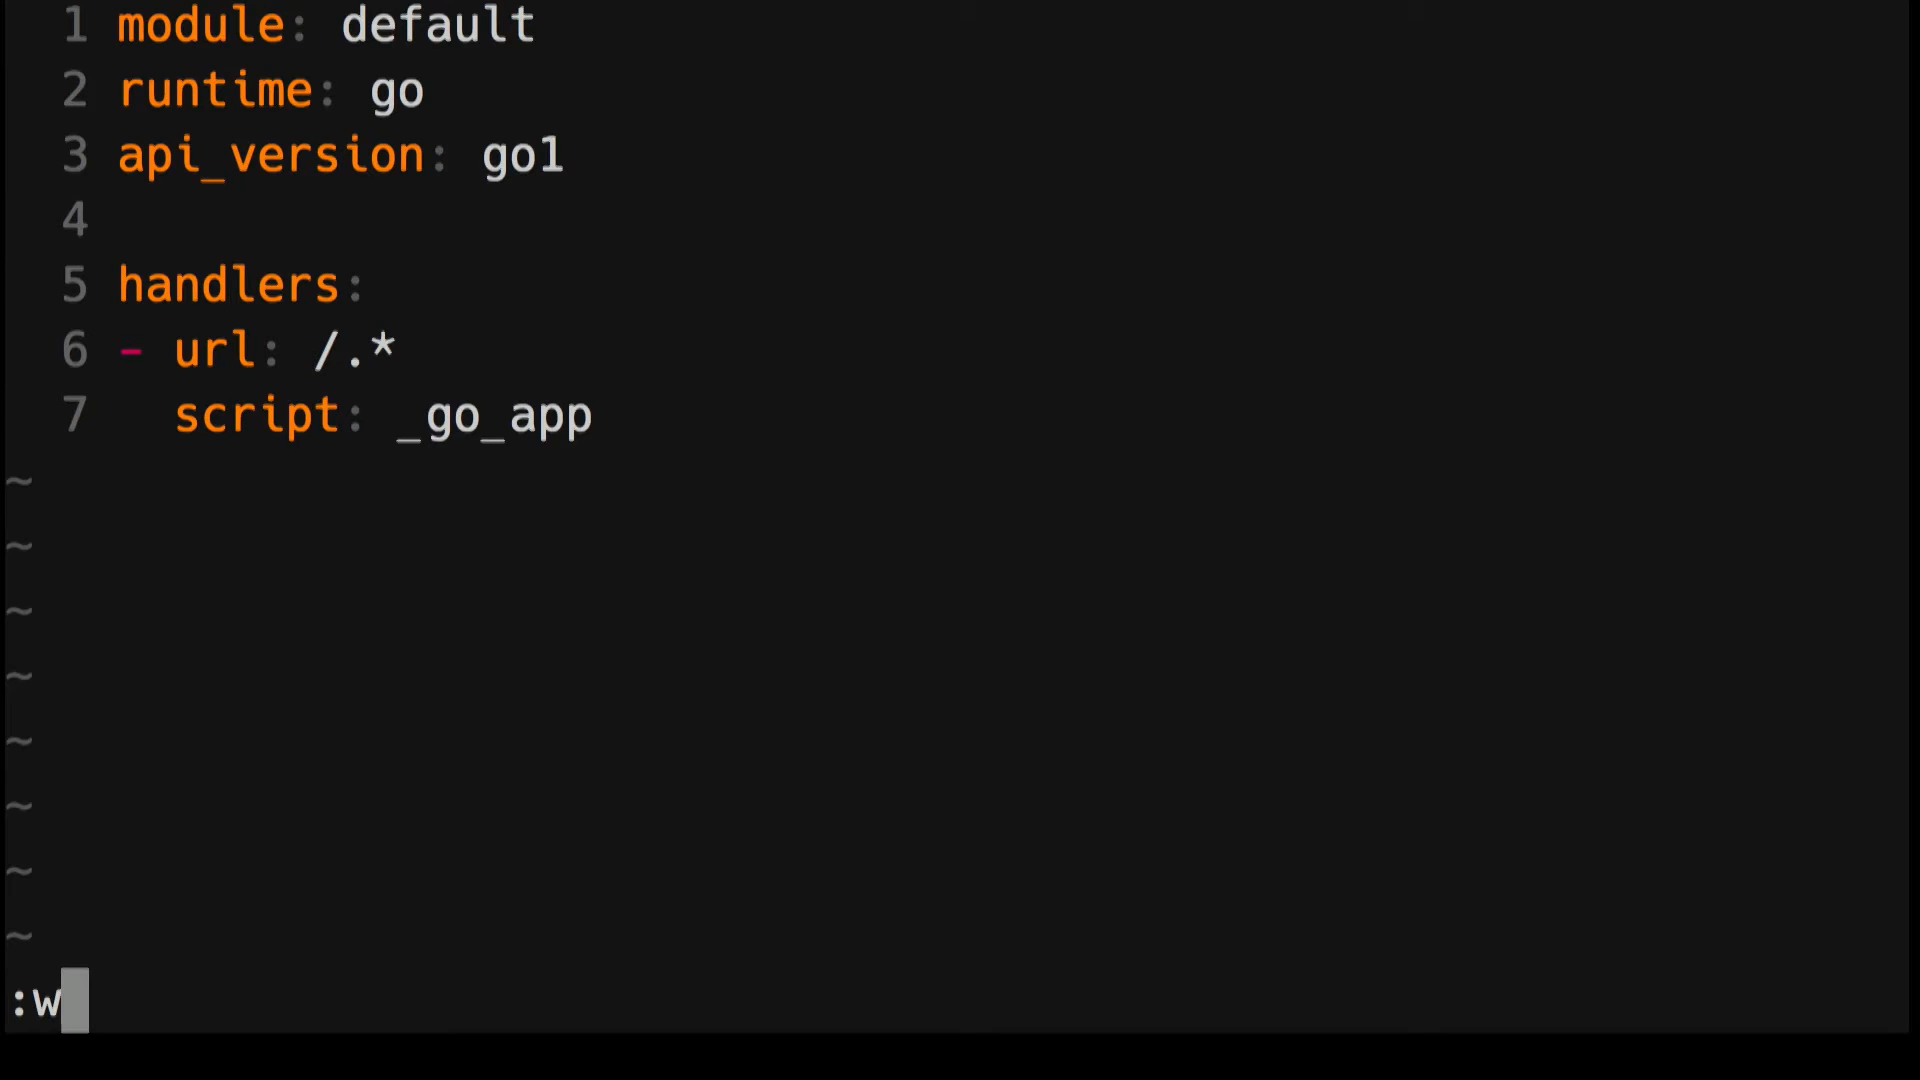 1 module: default
2 runtime: go
3 api_version: go1
4
5 handlers:
6 - url: /.*
7   script: _go_app
~
~
~
~
~
~
~
~
:w